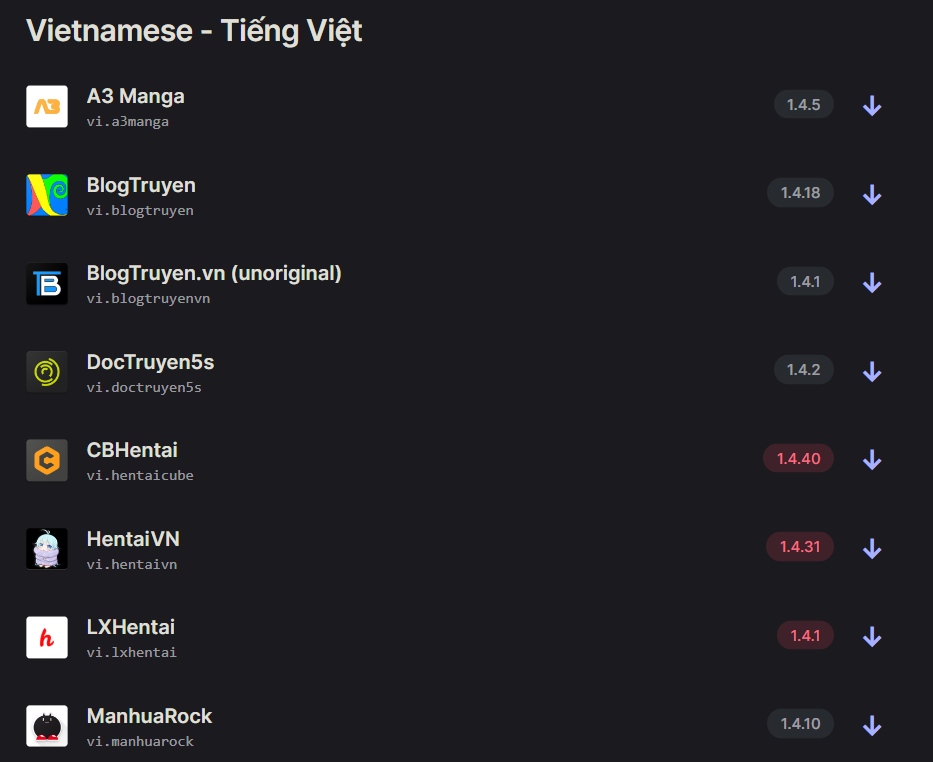 Vietnamese - Tiếng Việt
A3 Manga
vi.a3manga
1.4.5
BlogTruyen
vi.blogtruyen
1.4.18
BlogTruyen.vn (unoriginal)
vi.blogtruyenvn
1.4.1
DocTruyen5s
vi.doctruyen5s
1.4.2
CBHentai
vi.hentaicube
1.4.40
HentaiVN
vi.hentaivn
1.4.31
LXHentai
vi.lxhentai
1.4.1
ManhuaRock
vi.manhuarock
1.4.10